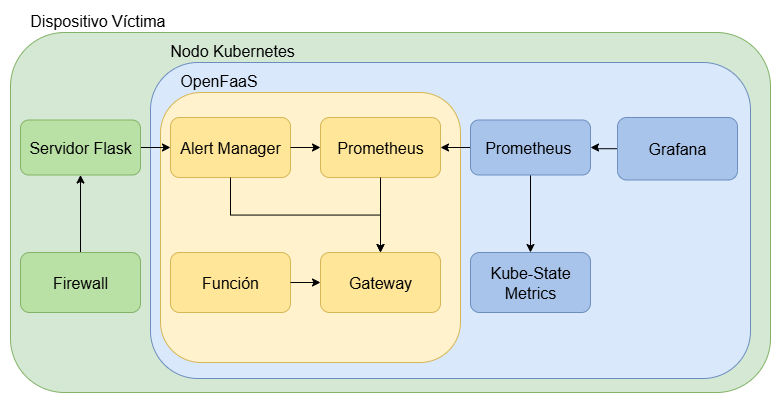 Dispositivo Víctima
Nodo Kubernetes
OpenFaaS
Servidor Flask
Alert Manager
Prometheus
Prometheus
Grafana
Firewall
Función
Gateway
Kube-State
Metrics